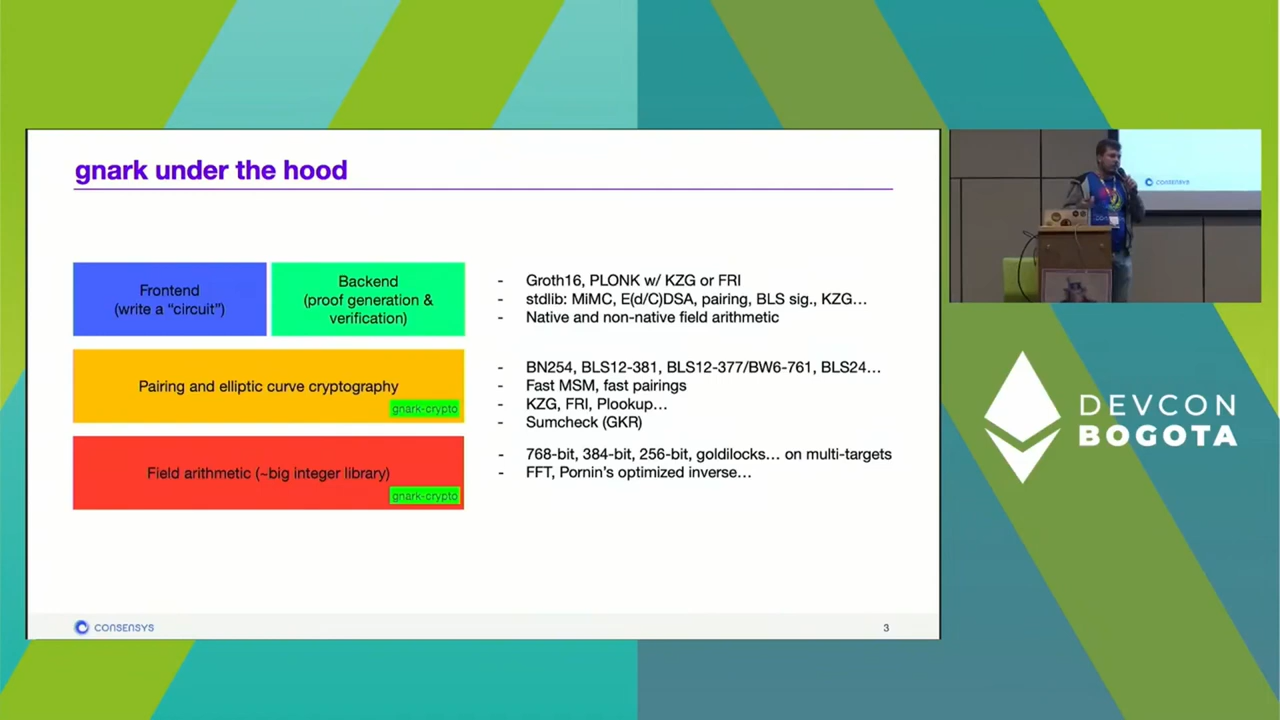 gnark under the hood
Frontend
(write a “circuit”)
Backend
(proof generation &
verification)
- Groth16, PLONK w/ KZG or FRI
- stdlib: MiMC, E(d/C)DSA, pairing, BLS sig., KZG…
- Native and non-native field arithmetic
Pairing and elliptic curve cryptography
gnark-crypto
- BN254, BLS12-381, BLS12-377/BW6-761, BLS24…
- Fast MSM, fast pairings
- KZG, FRI, Plookup…
- Sumcheck (GKR)
Field arithmetic (~big integer library)
gnark-crypto
- 768-bit, 384-bit, 256-bit, goldilocks… on multi-targets
- FFT, Pornin’s optimized inverse…
CONSENSYS
3
CONSENSYS
DEVCON
BOGOTA